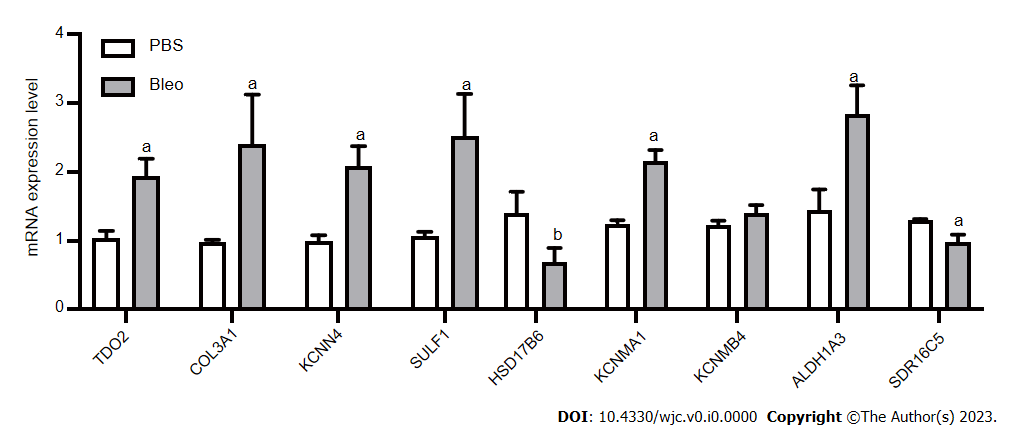 4
3
2
1
0
mRNA expression level
PBS
Bleo
a
a
a
a
b
a
a
a
TDO2
COL3A1
KCNN4
SULF1
HSD17B6
KCNMA1
KCNMB4
ALDH1A3
SDR16C5
DOI: 10.4330/wjc.v0.i0.0000 Copyright ©The Author(s) 2023.